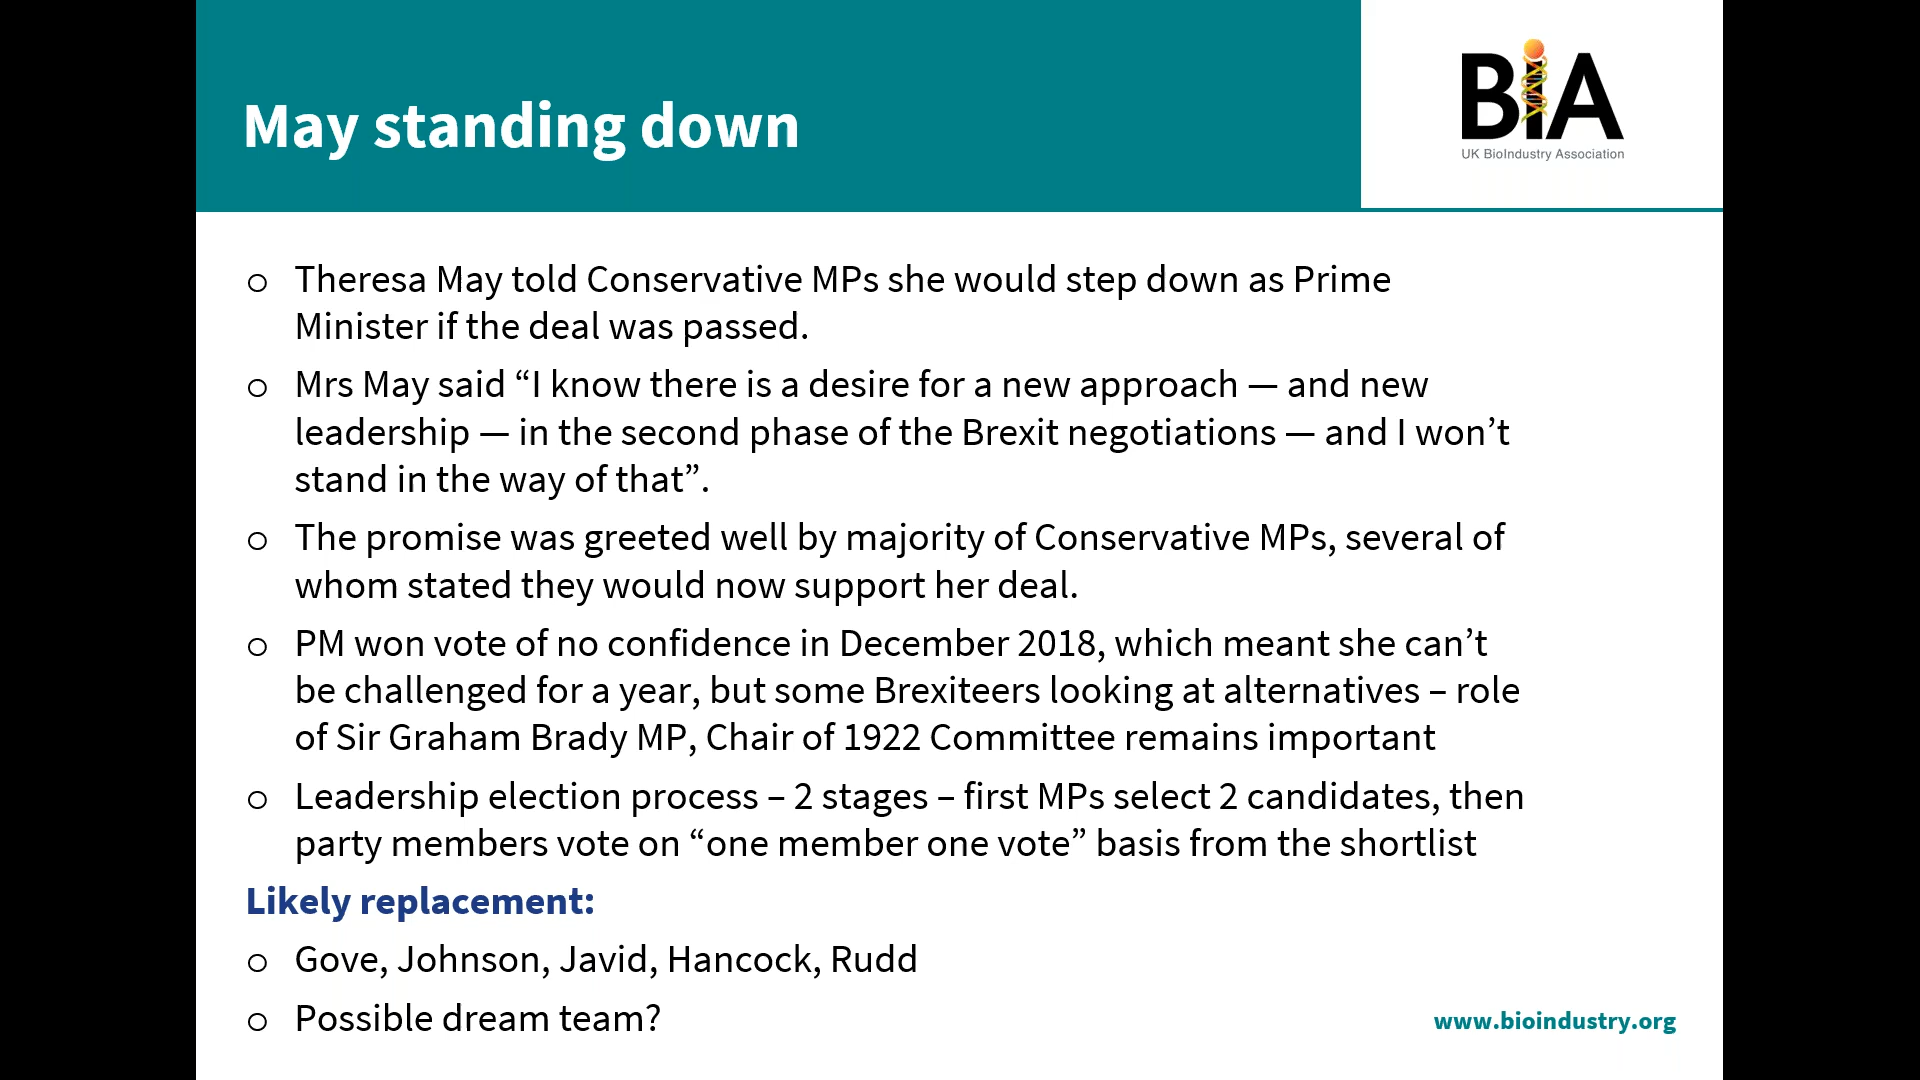 May standing down
BiA
UK BioIndustry Association
○ Theresa May told Conservative MPs she would step down as Prime
Minister if the deal was passed.
○ Mrs May said “I know there is a desire for a new approach — and new
leadership — in the second phase of the Brexit negotiations — and I won’t
stand in the way of that”.
○ The promise was greeted well by majority of Conservative MPs, several of
whom stated they would now support her deal.
○ PM won vote of no confidence in December 2018, which meant she can’t
be challenged for a year, but some Brexiteers looking at alternatives – role
of Sir Graham Brady MP, Chair of 1922 Committee remains important
○ Leadership election process – 2 stages – first MPs select 2 candidates, then
party members vote on “one member one vote” basis from the shortlist
Likely replacement:
○ Gove, Johnson, Javid, Hancock, Rudd
○ Possible dream team?
www.bioindustry.org